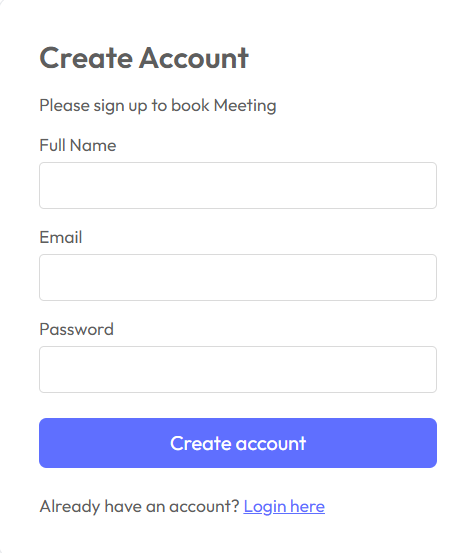 Create Account
Please sign up to book Meeting
Full Name
Email
Password
Create account
Already have an account? Login here